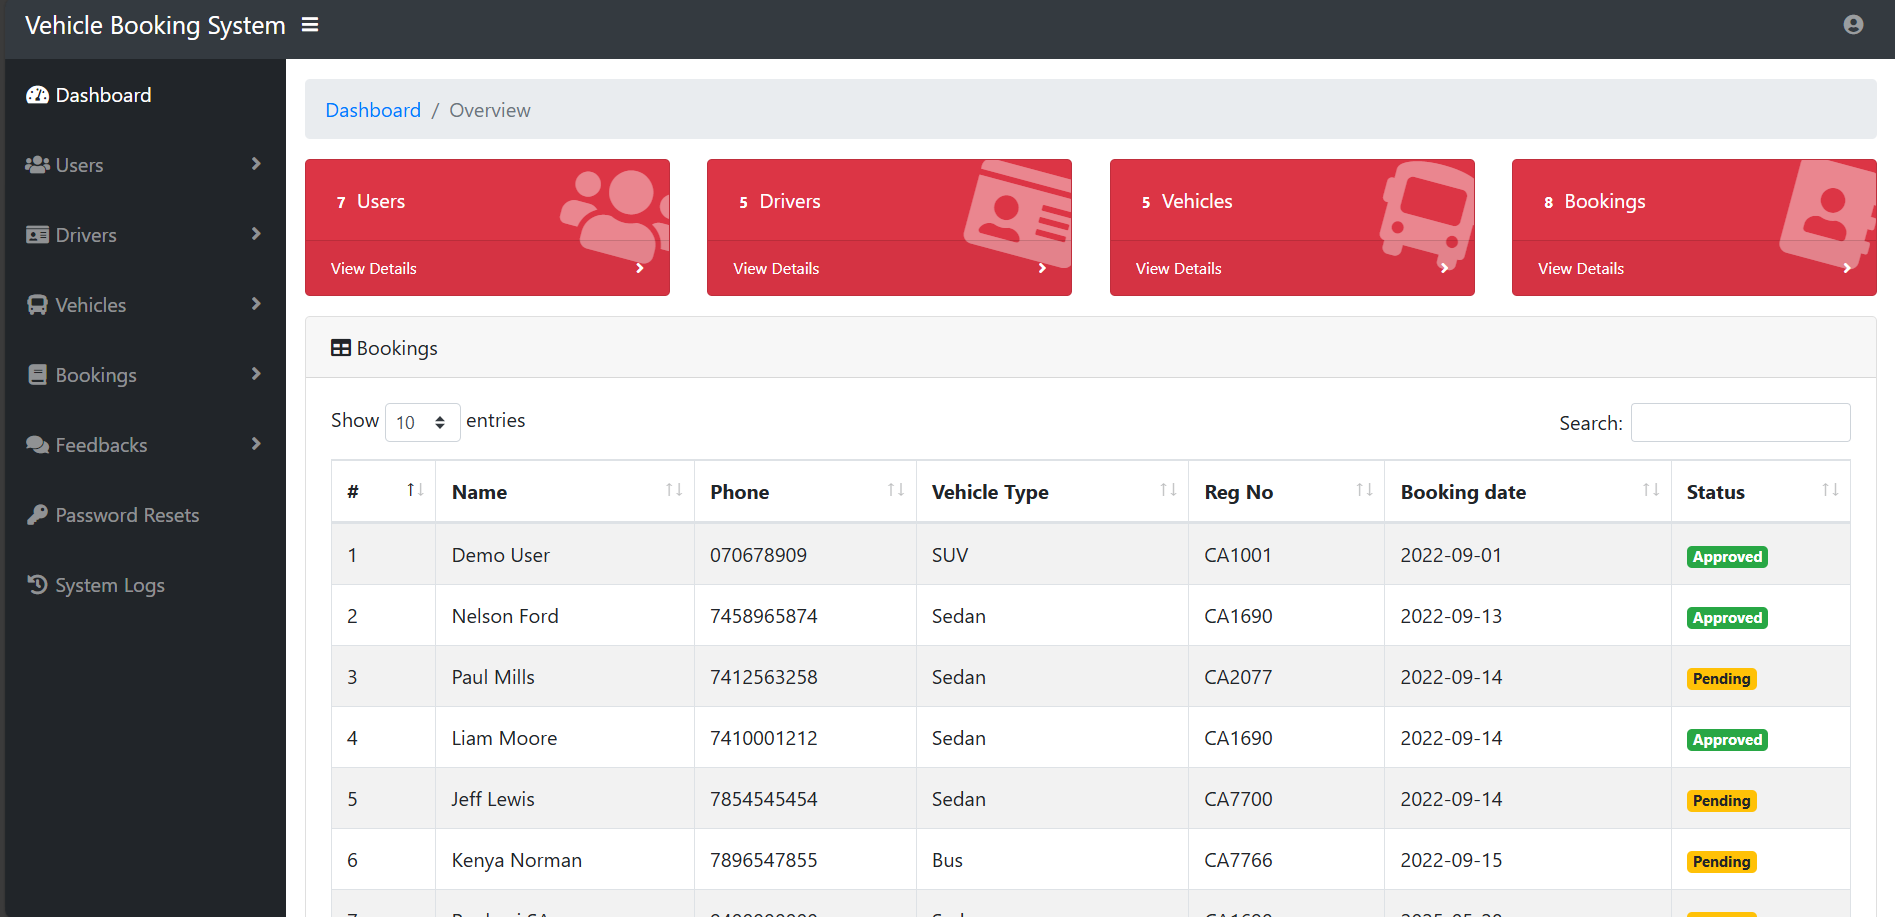 Vehicle Booking System
Dashboard
Users
Drivers
Vehicles
Bookings
Feedbacks
Password Resets
System Logs
Dashboard / Overview
7 Users
View Details
5 Drivers
View Details
5 Vehicles
View Details
8 Bookings
View Details
Bookings
Show 10 entries
Search:
# Name Phone Vehicle Type Reg No Booking date Status
1 Demo User 070678909 SUV CA1001 2022-09-01 Approved
2 Nelson Ford 7458965874 Sedan CA1690 2022-09-13 Approved
3 Paul Mills 7412563258 Sedan CA2077 2022-09-14 Pending
4 Liam Moore 7410001212 Sedan CA1690 2022-09-14 Approved
5 Jeff Lewis 7854545454 Sedan CA7700 2022-09-14 Pending
6 Kenya Norman 7896547855 Bus CA7766 2022-09-15 Pending